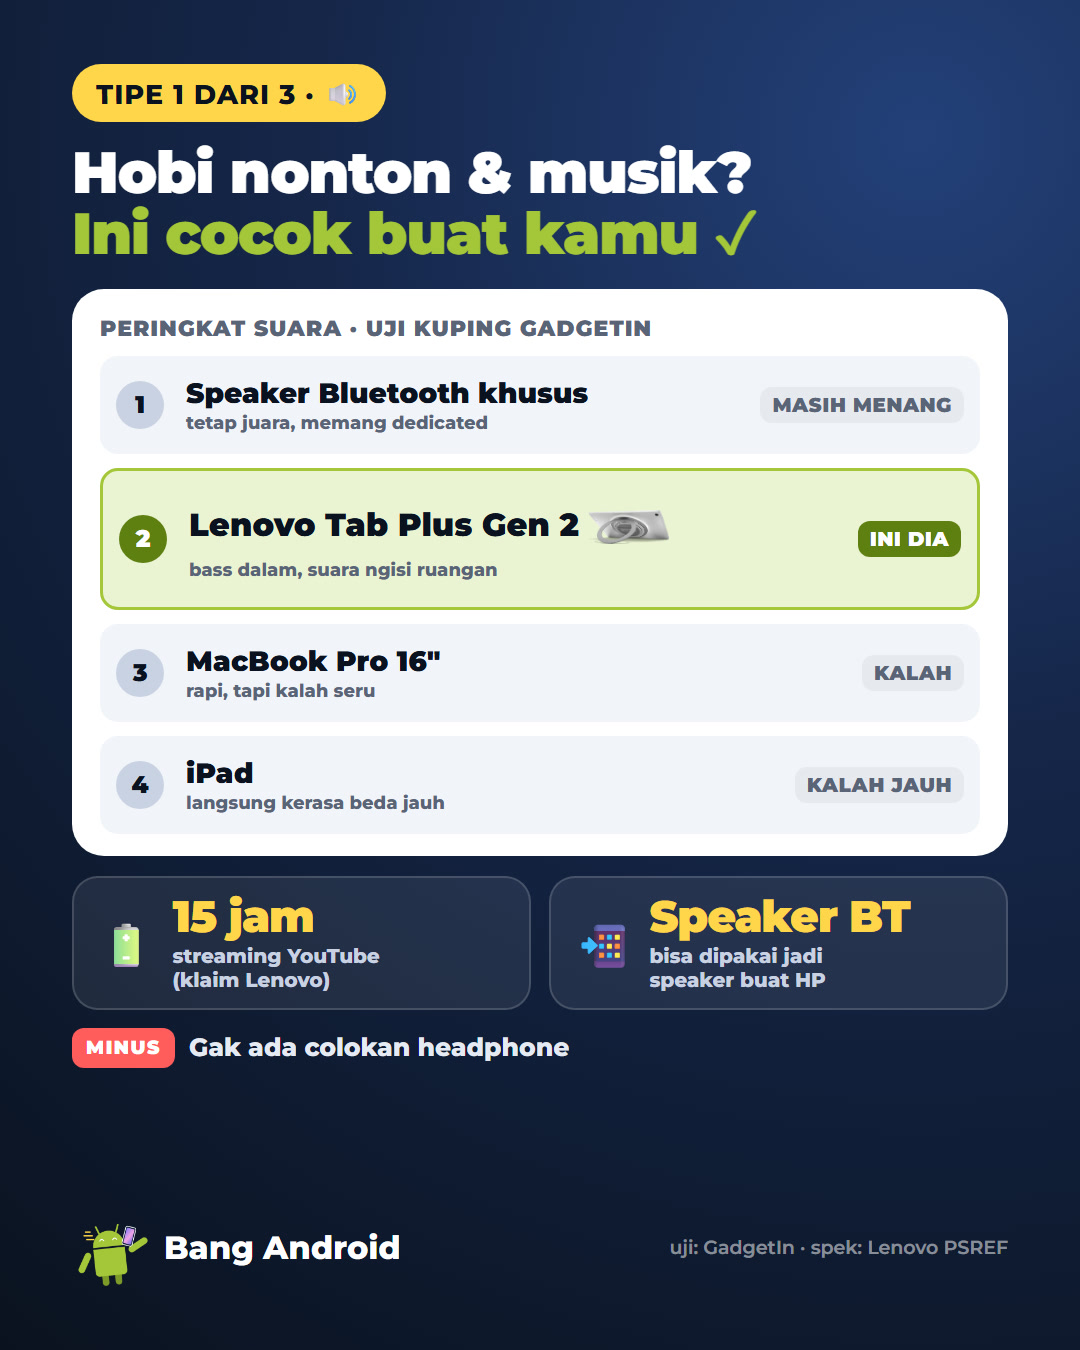 TIPE 1 DARI 3 •
Hobi nonton & musik?
Ini cocok buat kamu ✓
PERINGKAT SUARA • UJI KUPING GADGETIN
1
Speaker Bluetooth khusus
tetap juara, memang dedicated
MASIH MENANG
2
Lenovo Tab Plus Gen 2
bass dalam, suara ngisi ruangan
INI DIA
3
MacBook Pro 16"
rapi, tapi kalah seru
KALAH
4
iPad
langsung kerasa beda jauh
KALAH JAUH
15 jam
streaming YouTube
(klaim Lenovo)
Speaker BT
bisa dipakai jadi
speaker buat HP
MINUS
Gak ada colokan headphone
Bang Android
uji: GadgetIn • spek: Lenovo PSREF